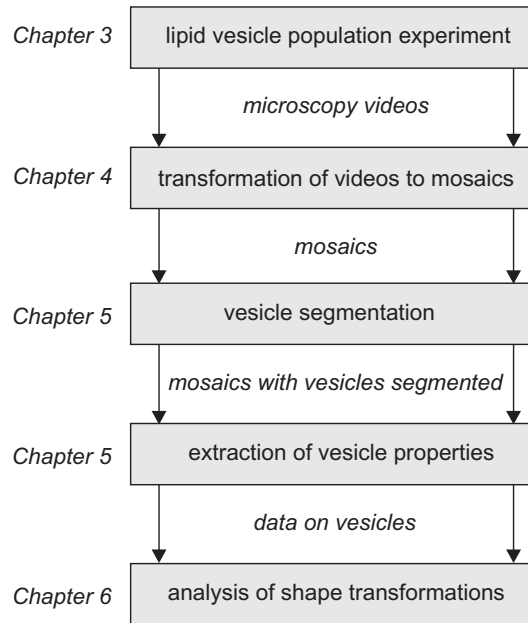 Chapter 3 lipid vesicle population experiment
microscopy videos
Chapter 4 transformation of videos to mosaics
mosaics
Chapter 5 vesicle segmentation
mosaics with vesicles segmented
Chapter 5 extraction of vesicle properties
data on vesicles
Chapter 6 analysis of shape transformations